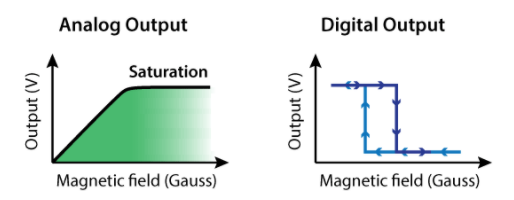 Analog Output
Saturation
Output (V)
Magnetic field (Gauss)
Digital Output
Output (V)
Magnetic field (Gauss)